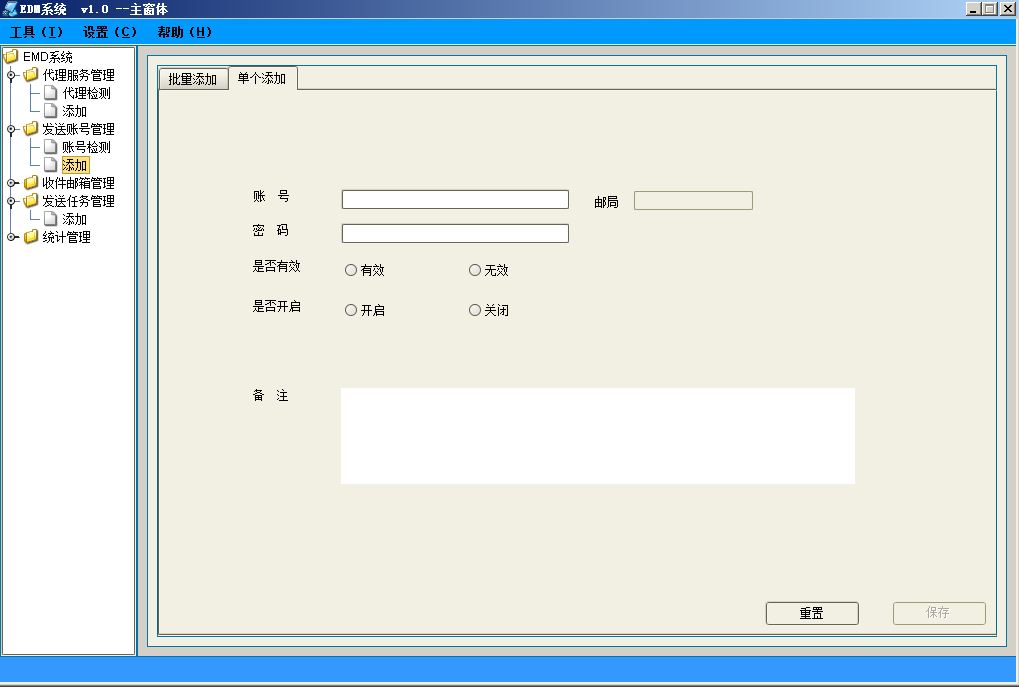 EDM系统 v1.0 --主窗体
工具(T) 设置(C) 帮助(H)
EMD系统
代理服务管理
代理检测
添加
发送账号管理
账号检测
添加
收件邮箱管理
发送任务管理
添加
统计管理
批量添加 单个添加
账 号 邮局
密 码
是否有效 有效 无效
是否开启 开启 关闭
备 注
重置 保存